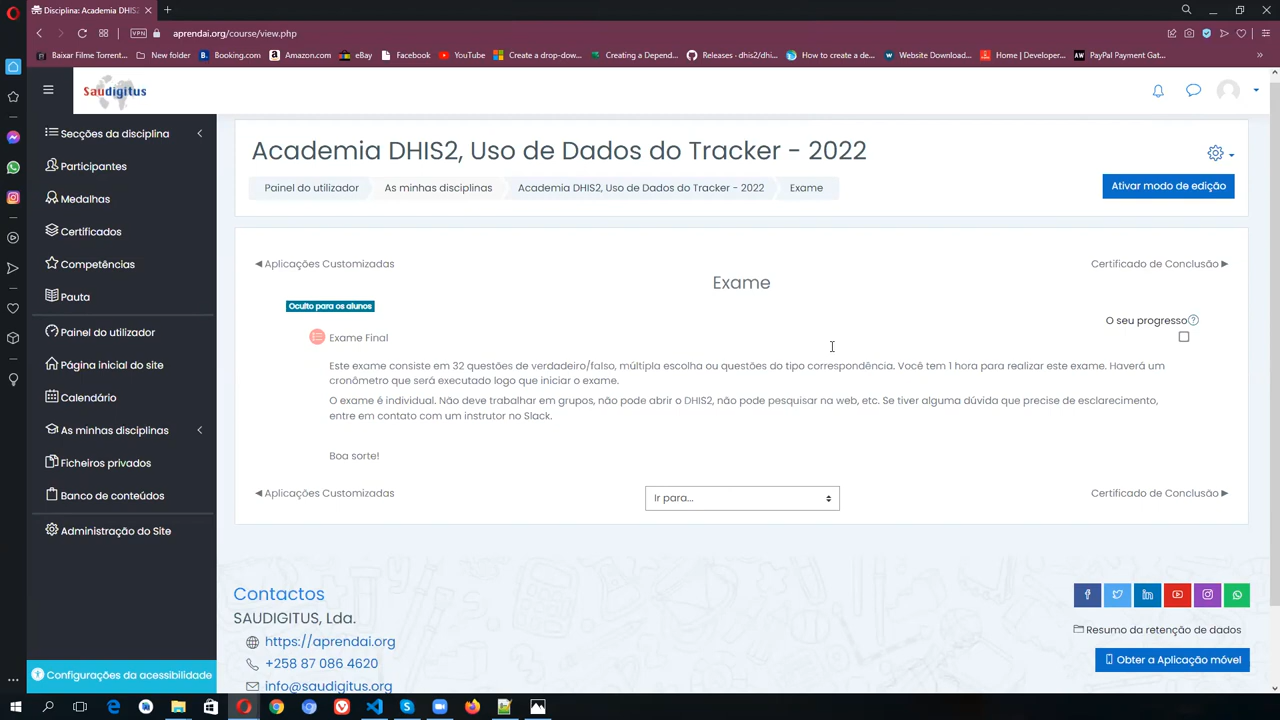 Disciplina: Academia DHIS2
aprendai.org/course/view.php
VPN
Baixar Filme Torrent...
New folder
Booking.com
Amazon.com
eBay
Facebook
YouTube
Create a drop-dow...
Creating a Depend...
Releases · dhis2/dhi...
How to create a de...
Website Download...
Home | Developer...
PayPal Payment Gat...
Saudigitus
Secções da disciplina
Participantes
Medalhas
Certificados
Competências
Pauta
Painel do utilizador
Página inicial do site
Calendário
As minhas disciplinas
Ficheiros privados
Banco de conteúdos
Administração do Site
Configurações da acessibilidade
Academia DHIS2, Uso de Dados do Tracker - 2022
Painel do utilizador
As minhas disciplinas
Academia DHIS2, Uso de Dados do Tracker - 2022
Exame
Ativar modo de edição
◀ Aplicações Customizadas
Certificado de Conclusão ▶
Exame
Oculto para os alunos
O seu progresso
Exame Final
Este exame consiste em 32 questões de verdadeiro/falso, múltipla escolha ou questões do tipo correspondência. Você tem 1 hora para realizar este exame. Haverá um
cronômetro que será executado logo que iniciar o exame.
O exame é individual. Não deve trabalhar em grupos, não pode abrir o DHIS2, não pode pesquisar na web, etc. Se tiver alguma dúvida que precise de esclarecimento,
entre em contato com um instrutor no Slack.
Boa sorte!
◀ Aplicações Customizadas
Ir para...
Certificado de Conclusão ▶
Contactos
SAUDIGITUS, Lda.
https://aprendai.org
+258 87 086 4620
info@saudigitus.org
Resumo da retenção de dados
Obter a Aplicação móvel